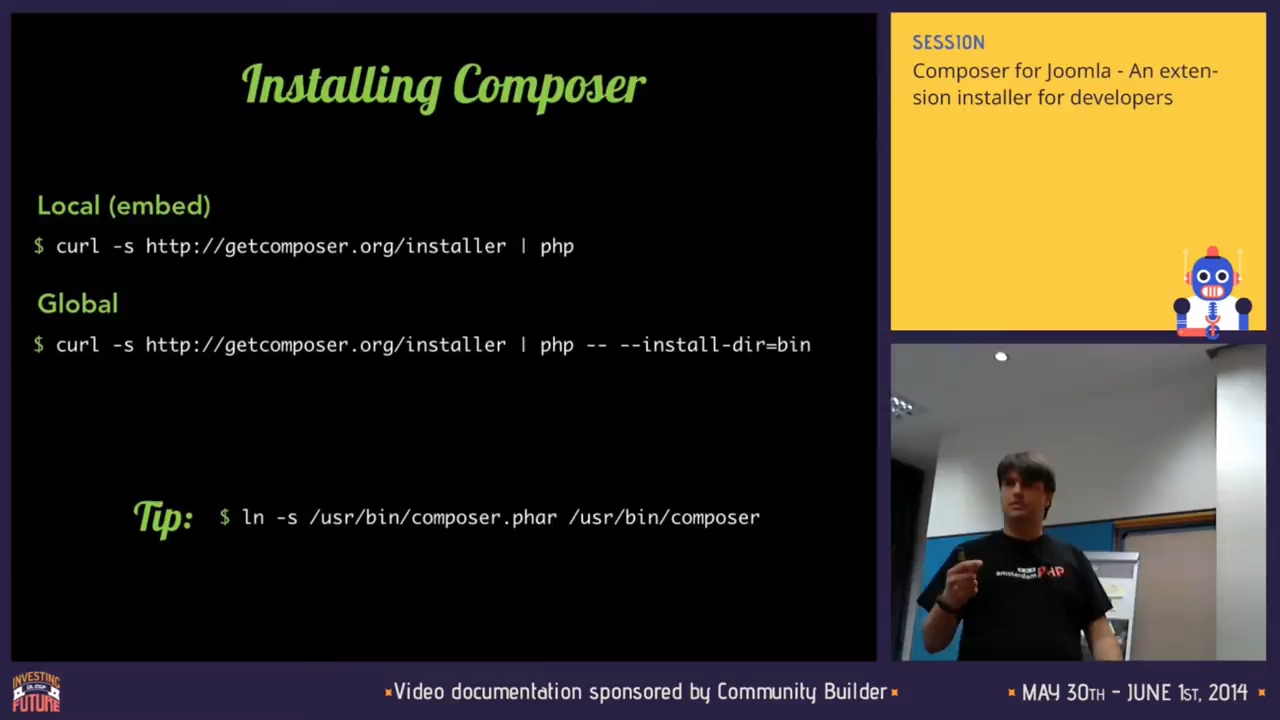 Installing Composer
Local (embed)
$ curl -s http://getcomposer.org/installer | php
Global
$ curl -s http://getcomposer.org/installer | php -- --install-dir=bin
Tip: $ ln -s /usr/bin/composer.phar /usr/bin/composer
SESSION
Composer for Joomla - An exten-
sion installer for developers
amsterdamPHP
INVESTING
IN OUR
FUTURE
Video documentation sponsored by Community Builder
MAY 30TH - JUNE 1ST, 2014